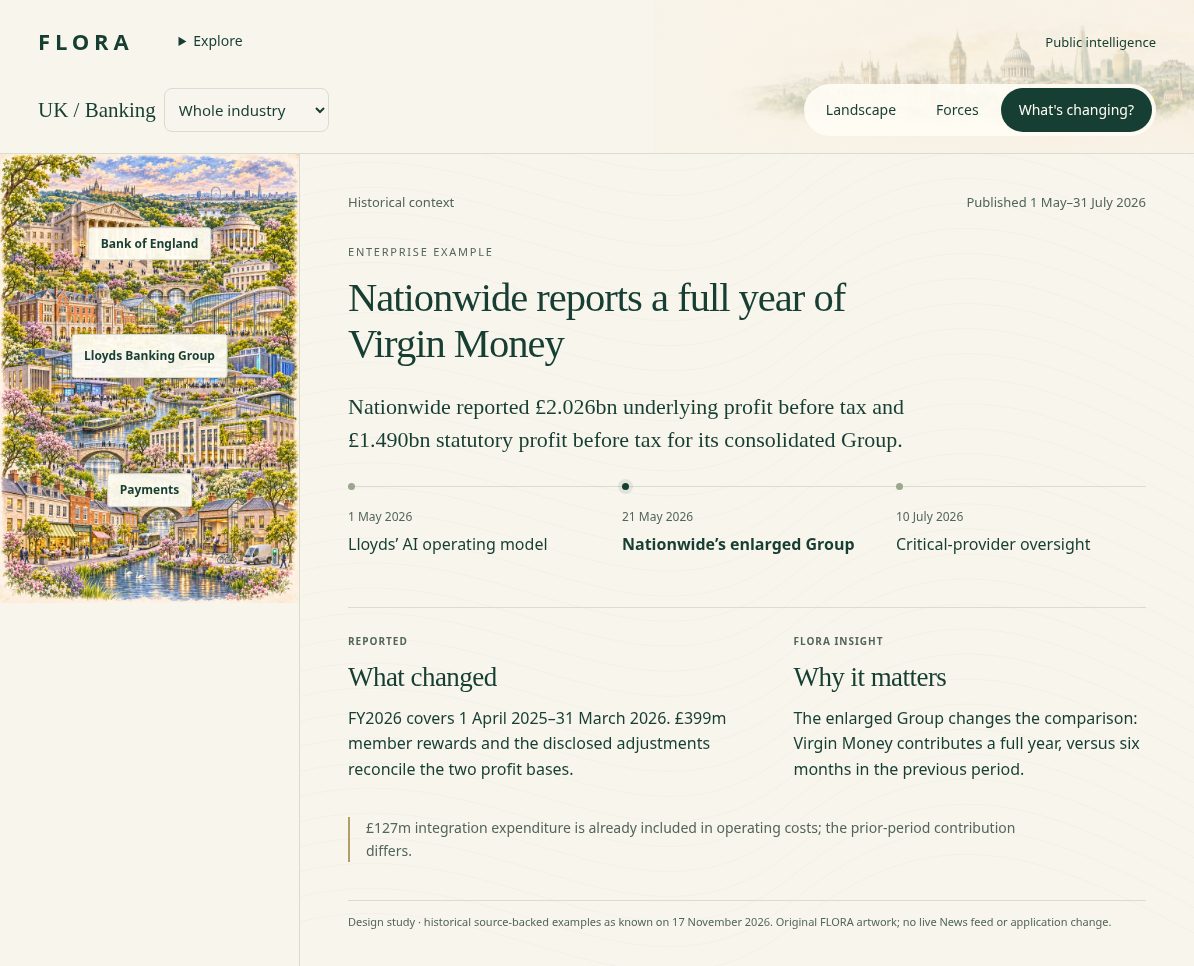 FLORA
▶ Explore
Public intelligence
UK / Banking
Whole industry
Landscape
Forces
What's changing?
Bank of England
Lloyds Banking Group
Payments
Historical context
Published 1 May–31 July 2026
ENTERPRISE EXAMPLE
Nationwide reports a full year of
Virgin Money
Nationwide reported £2.026bn underlying profit before tax and
£1.490bn statutory profit before tax for its consolidated Group.
1 May 2026
Lloyds’ AI operating model
21 May 2026
Nationwide’s enlarged Group
10 July 2026
Critical-provider oversight
REPORTED
What changed
FY2026 covers 1 April 2025–31 March 2026. £399m
member rewards and the disclosed adjustments
reconcile the two profit bases.
FLORA INSIGHT
Why it matters
The enlarged Group changes the comparison:
Virgin Money contributes a full year, versus six
months in the previous period.
£127m integration expenditure is already included in operating costs; the prior-period contribution
differs.
Design study · historical source-backed examples as known on 17 November 2026. Original FLORA artwork; no live News feed or application change.